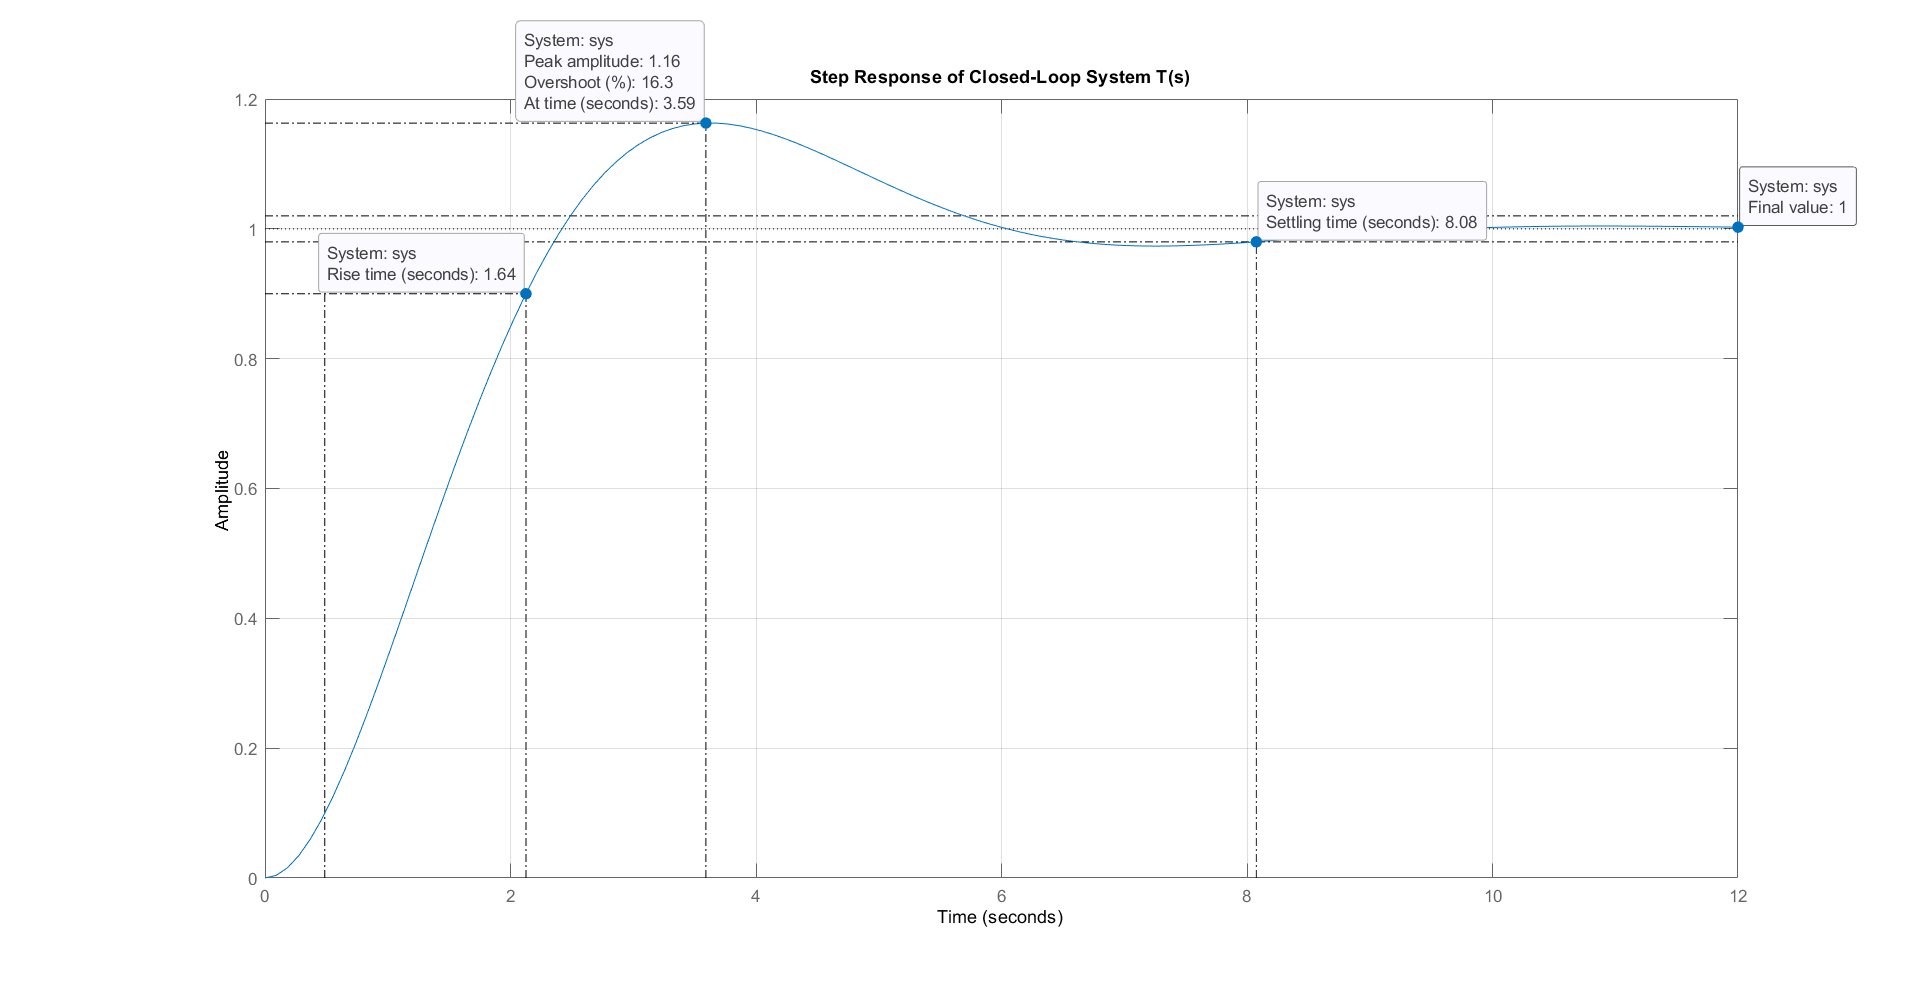 System: sys
Peak amplitude: 1.16
Overshoot (%): 16.3
At time (seconds): 3.59
Step Response of Closed-Loop System T(s)
System: sys
Final value: 1
System: sys
Settling time (seconds): 8.08
System: sys
Rise time (seconds): 1.64
1.2
1
0.8
0.6
0.4
0.2
0
Amplitude
0 2 4 6 8 10 12
Time (seconds)